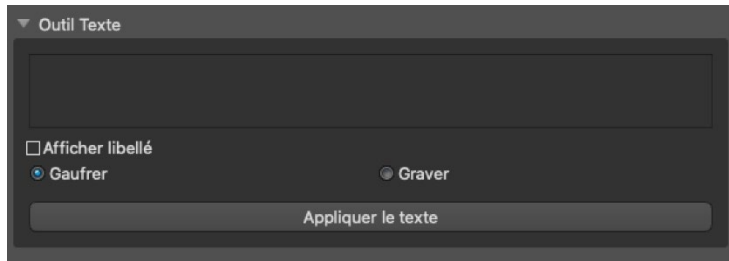 Outil Texte
Afficher libellé
Gaufrer
Graver
Appliquer le texte